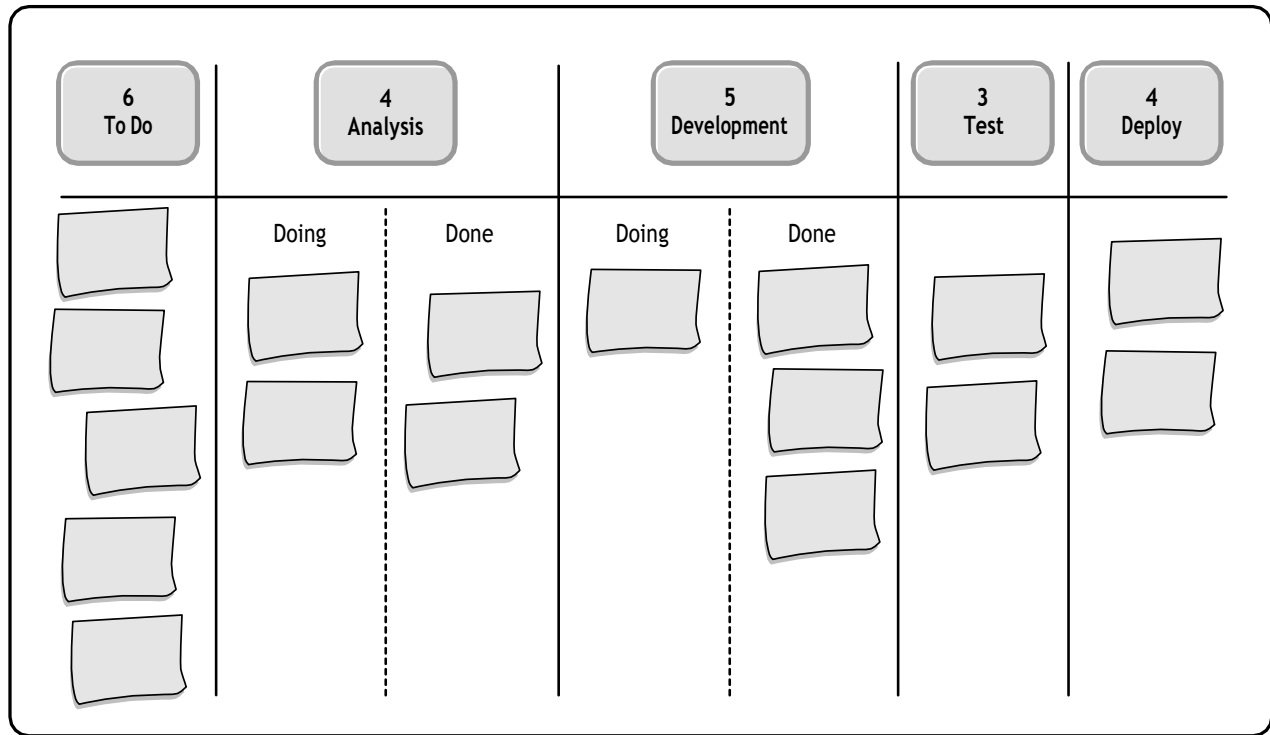 6
To Do
4
Analysis
5
Development
3
Test
4
Deploy
Doing
Done
Doing
Done